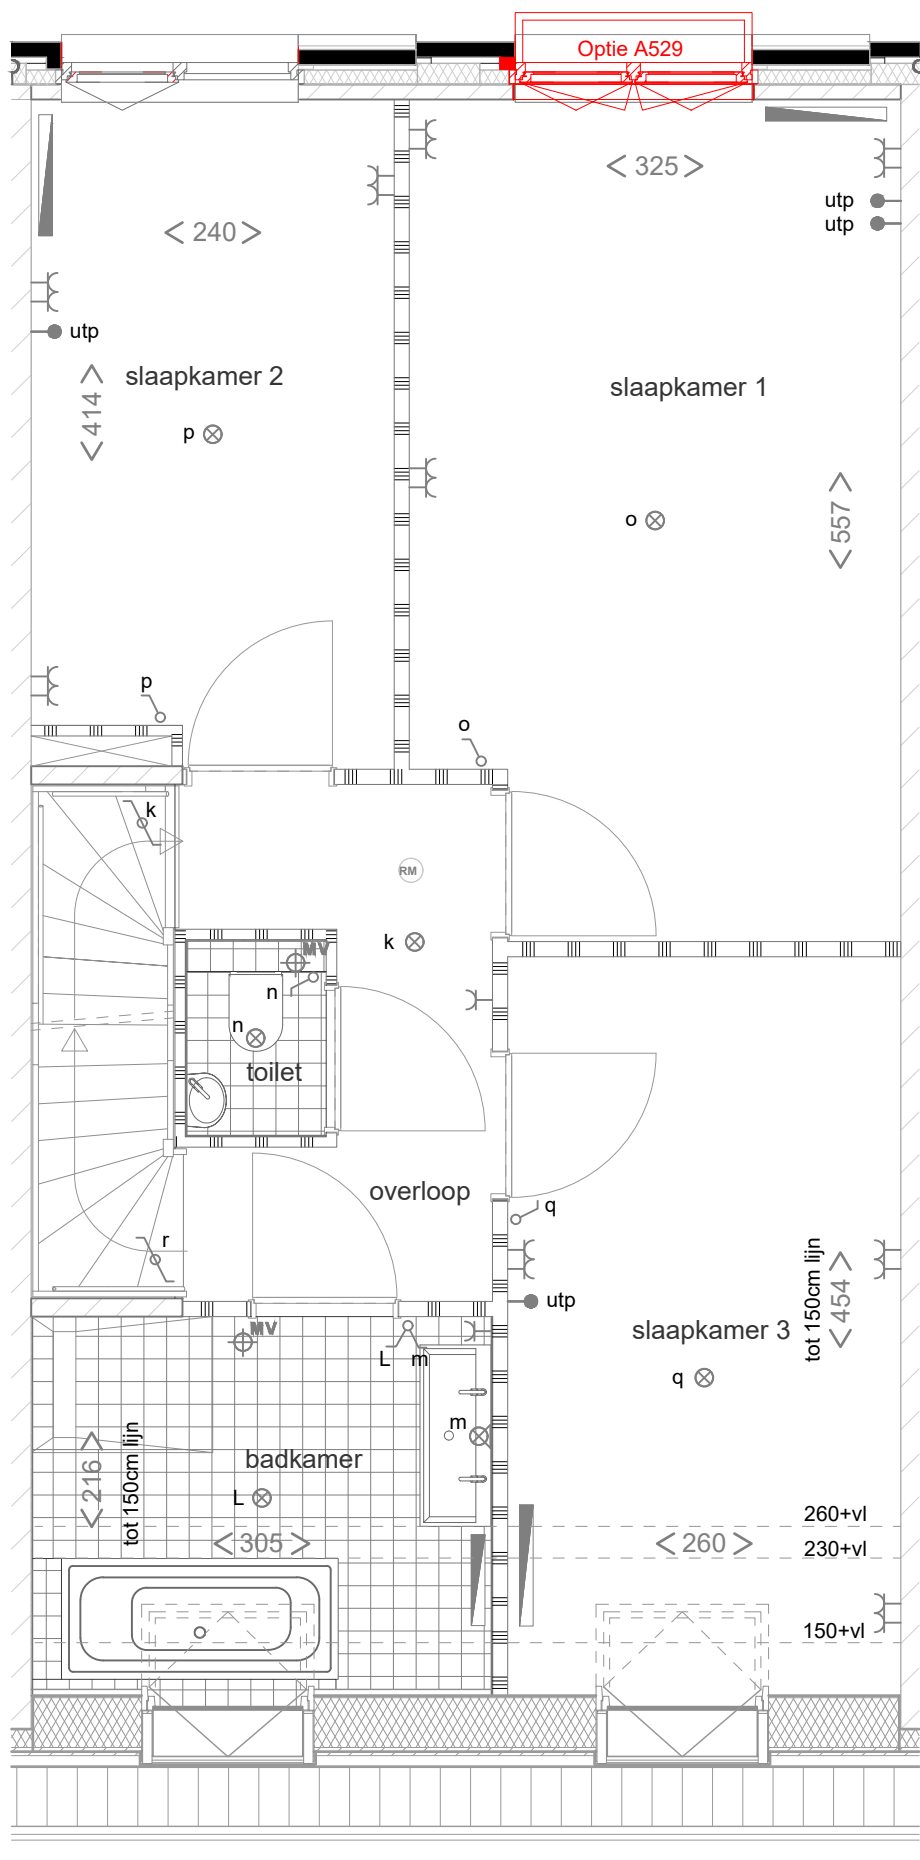 Optie A529
325
utp
utp
240
utp
slaapkamer 2
414
p
slaapkamer 1
o
557
p
o
k
RM
k
MV
n
n
toilet
overloop
q
r
utp
tot 150cm lijn
454
slaapkamer 3
MV
L m
q
m
badkamer
216
tot 150cm lijn
L
305
260
260+vl
230+vl
150+vl